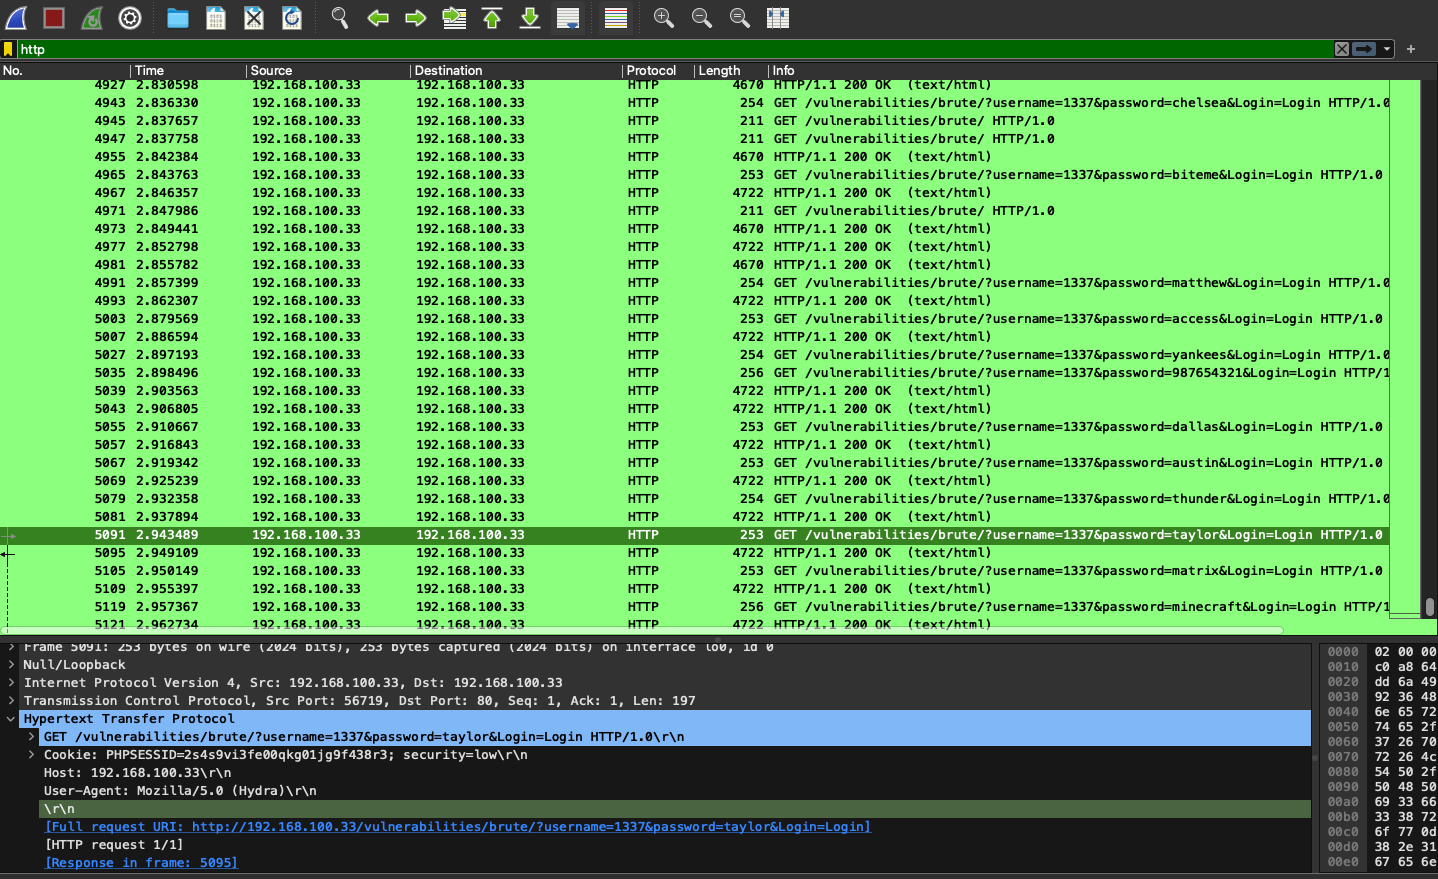 http
No. Time Source Destination Protocol Length Info
4927 2.830598 192.168.100.33 192.168.100.33 HTTP 4670 HTTP/1.1 200 OK (text/html)
4943 2.836330 192.168.100.33 192.168.100.33 HTTP 254 GET /vulnerabilities/brute/?username=1337&password=chelsea&Login=Login HTTP/1.0
4945 2.837657 192.168.100.33 192.168.100.33 HTTP 211 GET /vulnerabilities/brute/ HTTP/1.0
4947 2.837758 192.168.100.33 192.168.100.33 HTTP 211 GET /vulnerabilities/brute/ HTTP/1.0
4955 2.842384 192.168.100.33 192.168.100.33 HTTP 4670 HTTP/1.1 200 OK (text/html)
4965 2.843763 192.168.100.33 192.168.100.33 HTTP 253 GET /vulnerabilities/brute/?username=1337&password=biteme&Login=Login HTTP/1.0
4967 2.846357 192.168.100.33 192.168.100.33 HTTP 4722 HTTP/1.1 200 OK (text/html)
4971 2.847986 192.168.100.33 192.168.100.33 HTTP 211 GET /vulnerabilities/brute/ HTTP/1.0
4973 2.849441 192.168.100.33 192.168.100.33 HTTP 4670 HTTP/1.1 200 OK (text/html)
4977 2.852798 192.168.100.33 192.168.100.33 HTTP 4722 HTTP/1.1 200 OK (text/html)
4981 2.855782 192.168.100.33 192.168.100.33 HTTP 4670 HTTP/1.1 200 OK (text/html)
4991 2.857399 192.168.100.33 192.168.100.33 HTTP 254 GET /vulnerabilities/brute/?username=1337&password=matthew&Login=Login HTTP/1.0
4993 2.862307 192.168.100.33 192.168.100.33 HTTP 4722 HTTP/1.1 200 OK (text/html)
5003 2.879569 192.168.100.33 192.168.100.33 HTTP 253 GET /vulnerabilities/brute/?username=1337&password=access&Login=Login HTTP/1.0
5007 2.886594 192.168.100.33 192.168.100.33 HTTP 4722 HTTP/1.1 200 OK (text/html)
5027 2.897193 192.168.100.33 192.168.100.33 HTTP 254 GET /vulnerabilities/brute/?username=1337&password=yankees&Login=Login HTTP/1.0
5035 2.898496 192.168.100.33 192.168.100.33 HTTP 256 GET /vulnerabilities/brute/?username=1337&password=987654321&Login=Login HTTP/1
5039 2.903563 192.168.100.33 192.168.100.33 HTTP 4722 HTTP/1.1 200 OK (text/html)
5043 2.906805 192.168.100.33 192.168.100.33 HTTP 4722 HTTP/1.1 200 OK (text/html)
5055 2.910667 192.168.100.33 192.168.100.33 HTTP 253 GET /vulnerabilities/brute/?username=1337&password=dallas&Login=Login HTTP/1.0
5057 2.916843 192.168.100.33 192.168.100.33 HTTP 4722 HTTP/1.1 200 OK (text/html)
5067 2.919342 192.168.100.33 192.168.100.33 HTTP 253 GET /vulnerabilities/brute/?username=1337&password=austin&Login=Login HTTP/1.0
5069 2.925239 192.168.100.33 192.168.100.33 HTTP 4722 HTTP/1.1 200 OK (text/html)
5079 2.932358 192.168.100.33 192.168.100.33 HTTP 254 GET /vulnerabilities/brute/?username=1337&password=thunder&Login=Login HTTP/1.0
5081 2.937894 192.168.100.33 192.168.100.33 HTTP 4722 HTTP/1.1 200 OK (text/html)
5091 2.943489 192.168.100.33 192.168.100.33 HTTP 253 GET /vulnerabilities/brute/?username=1337&password=taylor&Login=Login HTTP/1.0
5095 2.949109 192.168.100.33 192.168.100.33 HTTP 4722 HTTP/1.1 200 OK (text/html)
5105 2.950149 192.168.100.33 192.168.100.33 HTTP 253 GET /vulnerabilities/brute/?username=1337&password=matrix&Login=Login HTTP/1.0
5109 2.955397 192.168.100.33 192.168.100.33 HTTP 4722 HTTP/1.1 200 OK (text/html)
5119 2.957367 192.168.100.33 192.168.100.33 HTTP 256 GET /vulnerabilities/brute/?username=1337&password=minecraft&Login=Login HTTP/1
5121 2.962734 192.168.100.33 192.168.100.33 HTTP 4722 HTTP/1.1 200 OK (text/html)
Frame 5091: 253 bytes on wire (2024 bits), 253 bytes captured (2024 bits) on interface lo0, id 0
Null/Loopback
Internet Protocol Version 4, Src: 192.168.100.33, Dst: 192.168.100.33
Transmission Control Protocol, Src Port: 56719, Dst Port: 80, Seq: 1, Ack: 1, Len: 197
Hypertext Transfer Protocol
GET /vulnerabilities/brute/?username=1337&password=taylor&Login=Login HTTP/1.0\r\n
Cookie: PHPSESSID=2s4s9vi3fe00qkg01jg9f438r3; security=low\r\n
Host: 192.168.100.33\r\n
User-Agent: Mozilla/5.0 (Hydra)\r\n
\r\n
[Full request URI: http://192.168.100.33/vulnerabilities/brute/?username=1337&password=taylor&Login=Login]
[HTTP request 1/1]
[Response in frame: 5095]
0000 02 00 00
0010 c0 a8 64
0020 dd 6a 49
0030 92 36 48
0040 6e 65 72
0050 74 65 2f
0060 37 26 70
0070 72 26 4c
0080 54 50 2f
0090 50 48 50
00a0 69 33 66
00b0 33 38 72
00c0 6f 77 0d
00d0 38 2e 31
00e0 67 65 6e